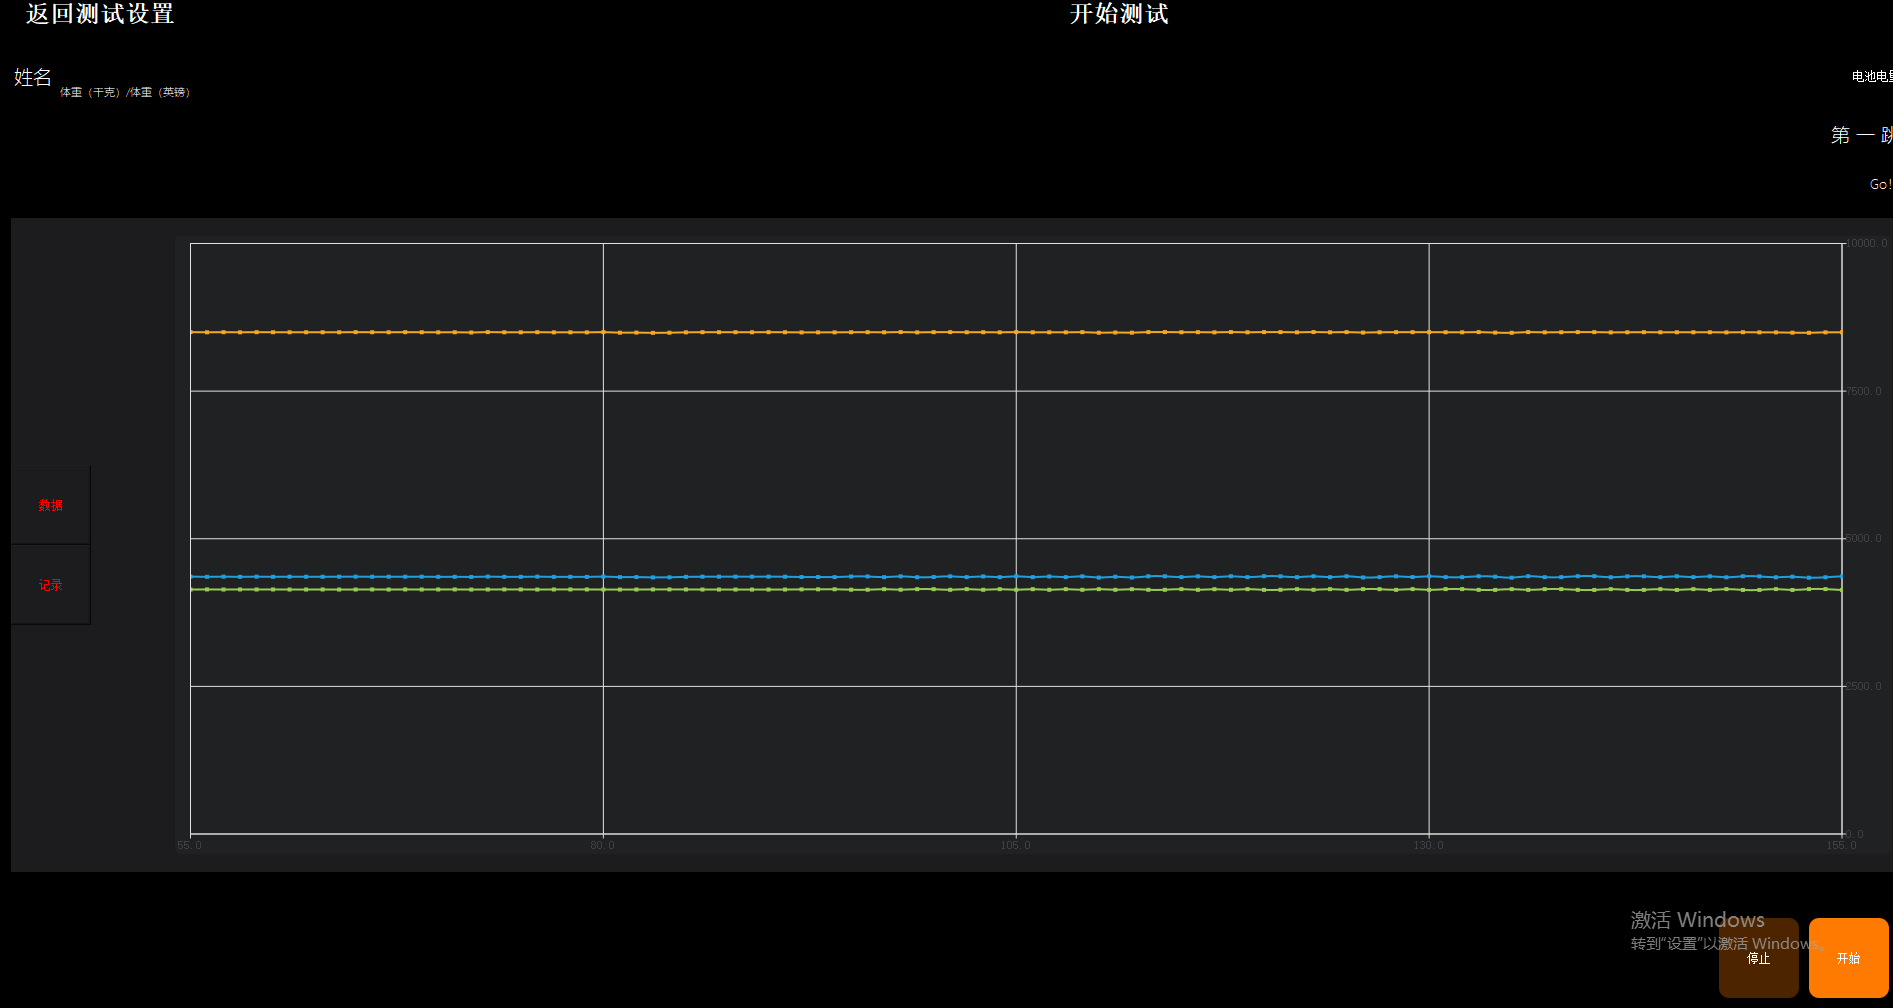 返回测试设置
开始测试
姓名
体重（千克）/体重（英镑）
电池电
第 一
Go!
10000.0
7500.0
5000.0
2500.0
0.0
55.0
80.0
105.0
130.0
155.0
数据
记录
激活 Windows
转到“设置”以激活 Windows。
停止
开始